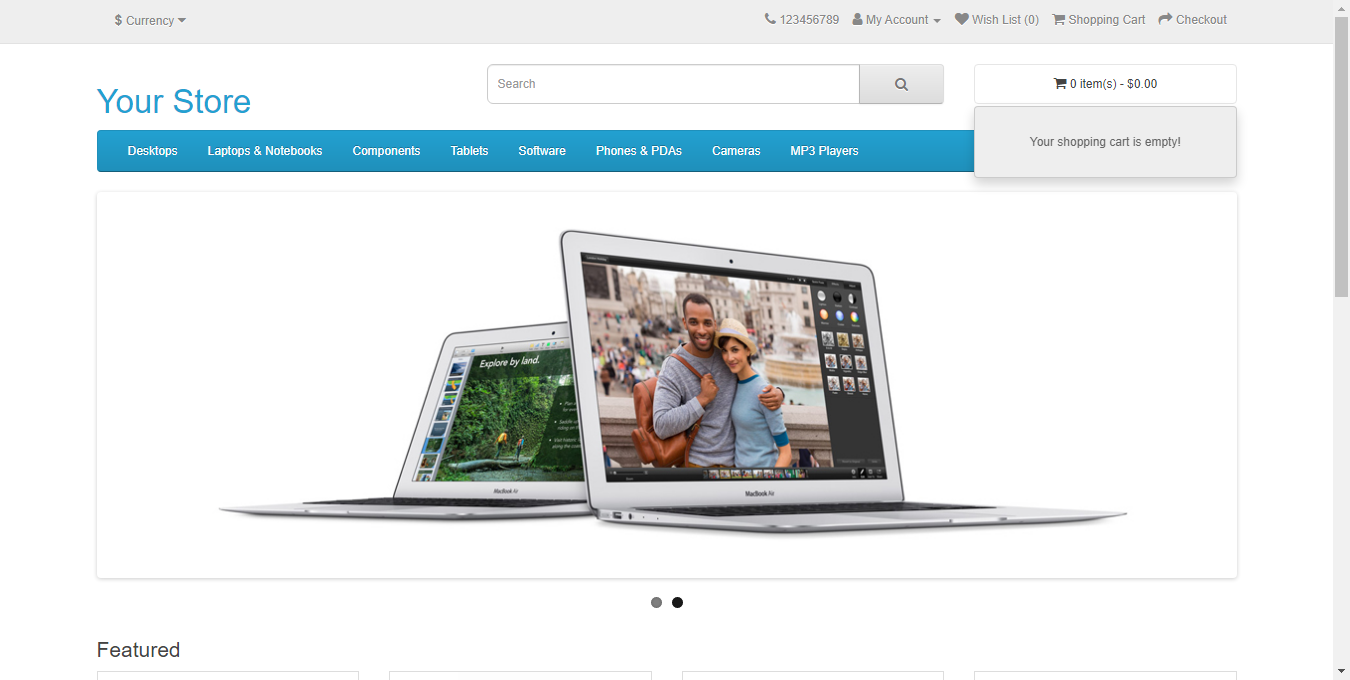 $ Currency
123456789 My Account Wish List (0) Shopping Cart Checkout
Your Store
Search
0 item(s) - $0.00
Desktops Laptops & Notebooks Components Tablets Software Phones & PDAs Cameras MP3 Players
Your shopping cart is empty!
Explore by land.
MacBook Air
MacBook Air
Featured